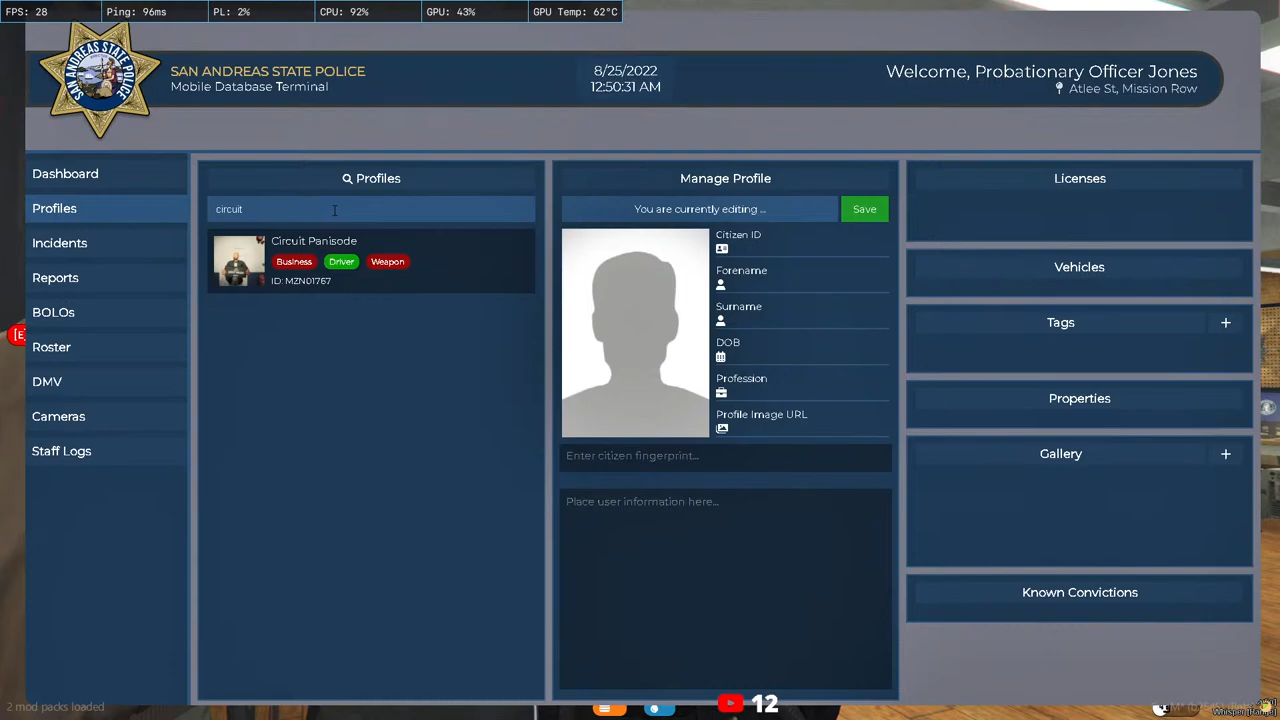 FPS: 28
Ping: 96ms
PL: 2%
CPU: 92%
GPU: 43%
GPU Temp: 62°C
SAN ANDREAS STATE POLICE
Mobile Database Terminal
8/25/2022
12:50:31 AM
Welcome, Probationary Officer Jones
Atlee St, Mission Row
Dashboard
Profiles
Incidents
Reports
BOLOs
Roster
DMV
Cameras
Staff Logs
Profiles
circuit
Circuit Panisode
Business
Driver
Weapon
ID: MZN01767
Manage Profile
You are currently editing ..
Save
Citizen ID
Forename
Surname
DOB
Profession
Profile Image URL
Enter citizen fingerprint...
Place user information here...
Licenses
Vehicles
Tags +
Properties
Gallery +
Known Convictions
[E]
2 mod packs loaded
12